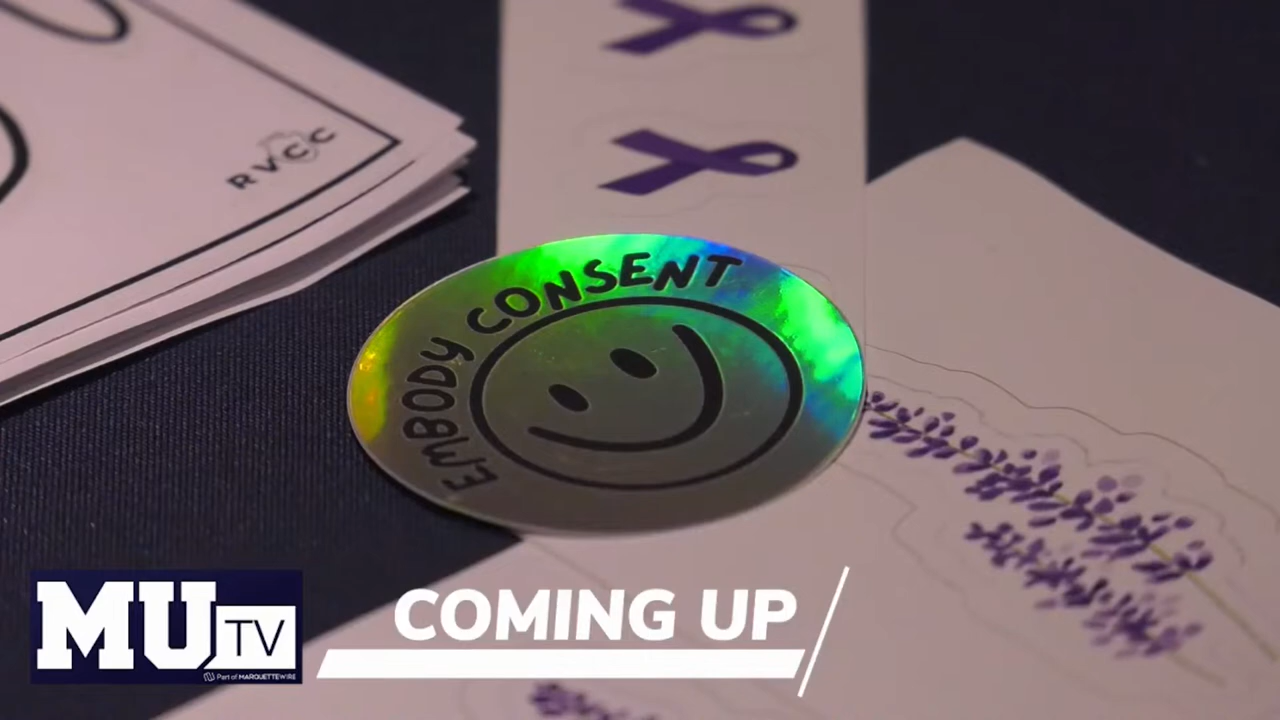 RVCC
EMBODY CONSENT
COMING UP
MU
TV
Part of MARQUETTEWIRE